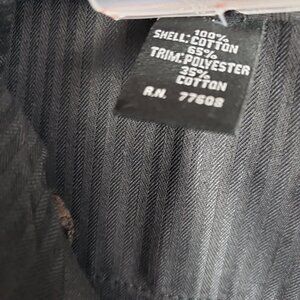 100%
SHELL: COTTON
65%
TRIM: POLYESTER
35%
COTTON
R.N. 77608